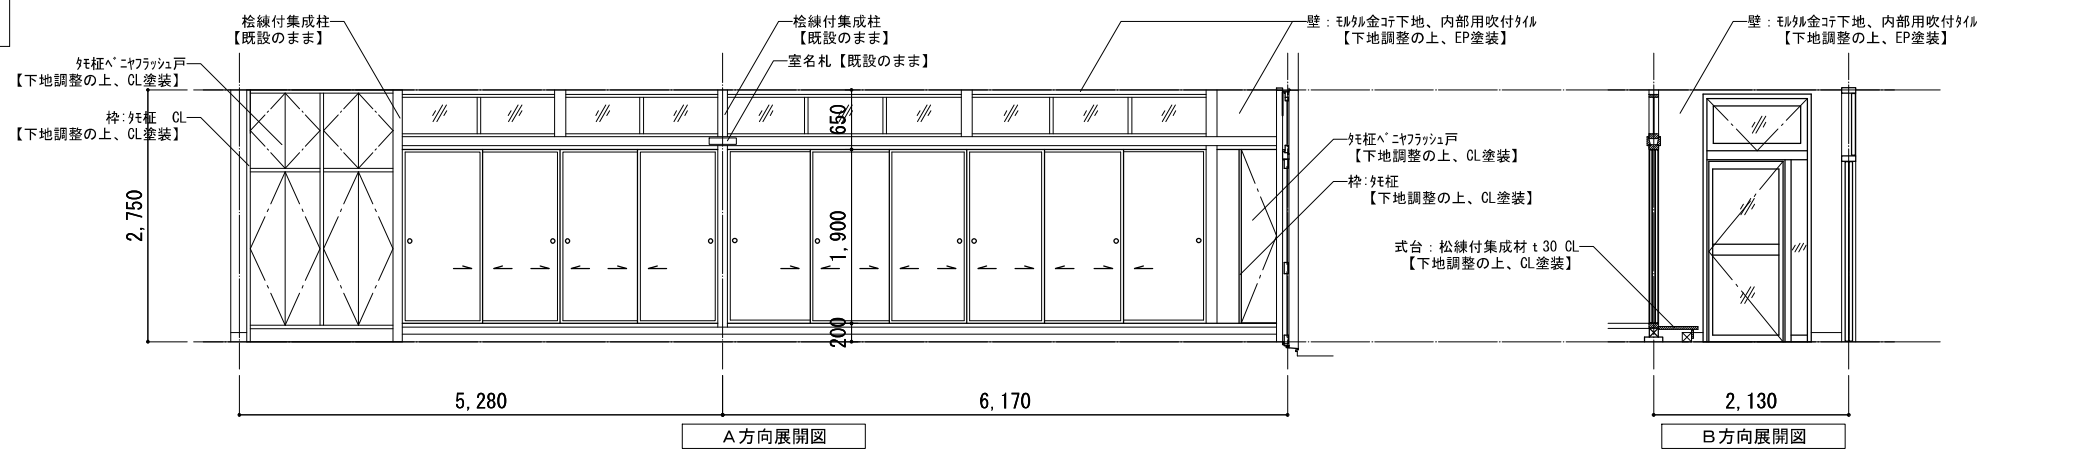 桧練付集成柱
【既設のまま】
ﾀﾓ柾ﾍﾞﾆﾔﾌﾗｯｼｭ戸
【下地調整の上、CL塗装】
枠:ﾀﾓ柾 CL
【下地調整の上、CL塗装】
桧練付集成柱
【既設のまま】
室名札【既設のまま】
壁：ﾓﾙﾀﾙ金ｺﾃ下地、内部用吹付ﾀｲﾙ
【下地調整の上、EP塗装】
ﾀﾓ柾ﾍﾞﾆﾔﾌﾗｯｼｭ戸
【下地調整の上、CL塗装】
枠:ﾀﾓ柾
【下地調整の上、CL塗装】
2,750
650
1,900
200
5,280
6,170
A方向展開図
壁：ﾓﾙﾀﾙ金ｺﾃ下地、内部用吹付ﾀｲﾙ
【下地調整の上、EP塗装】
式台：松練付集成材ｔ30 CL
【下地調整の上、CL塗装】
2,130
B方向展開図